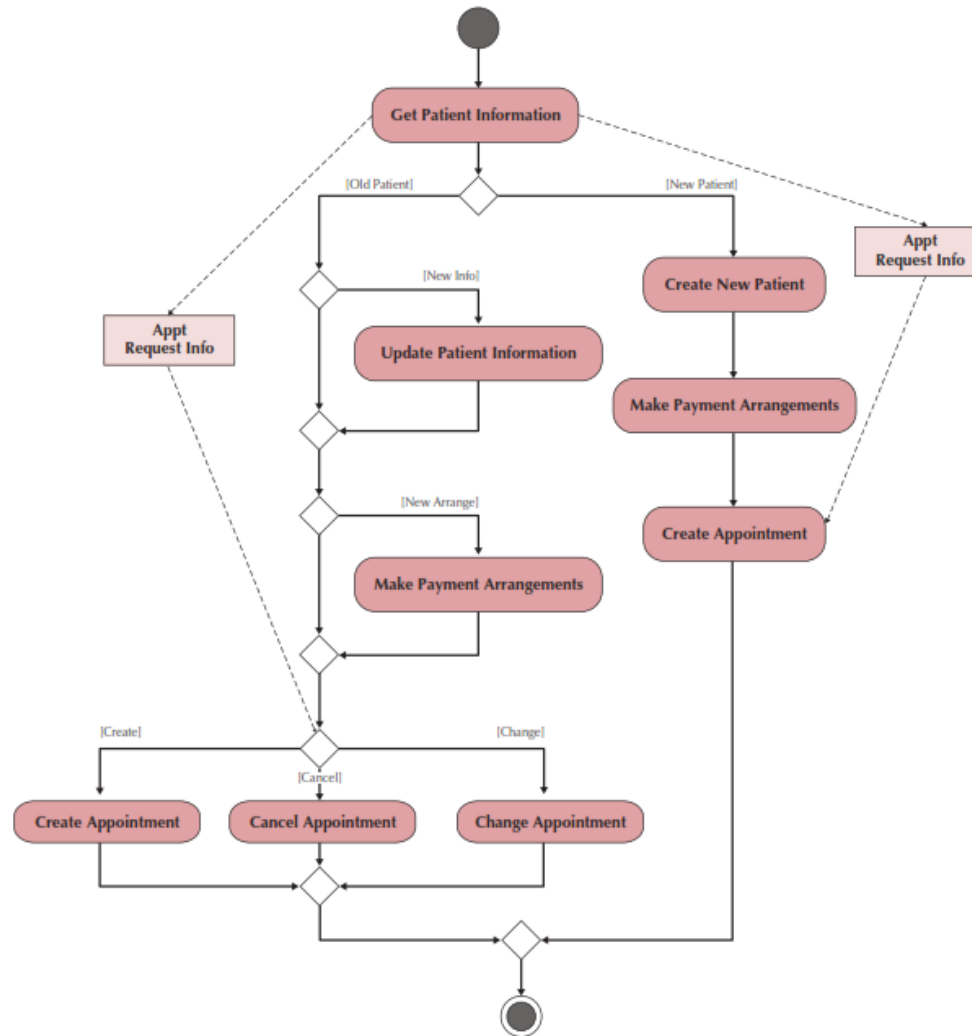 Get Patient Information
[Old Patient]
[New Patient]
Appt
Request Info
[New Info]
Create New Patient
Appt
Request Info
Update Patient Information
Make Payment Arrangements
[New Arrange]
Create Appointment
Make Payment Arrangements
[Create]
[Change]
[Cancel]
Create Appointment
Cancel Appointment
Change Appointment